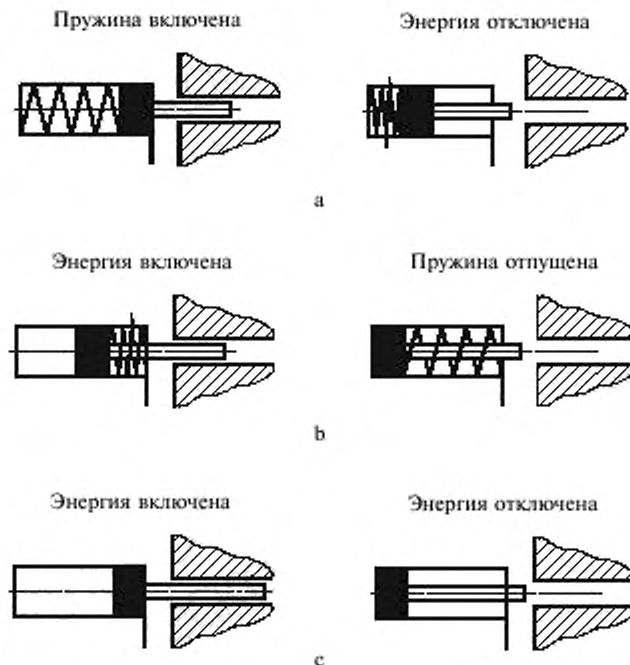 Пружина включена
Энергия отключена
a
Энергия включена
Пружина отпущена
b
Энергия включена
Энергия отключена
c